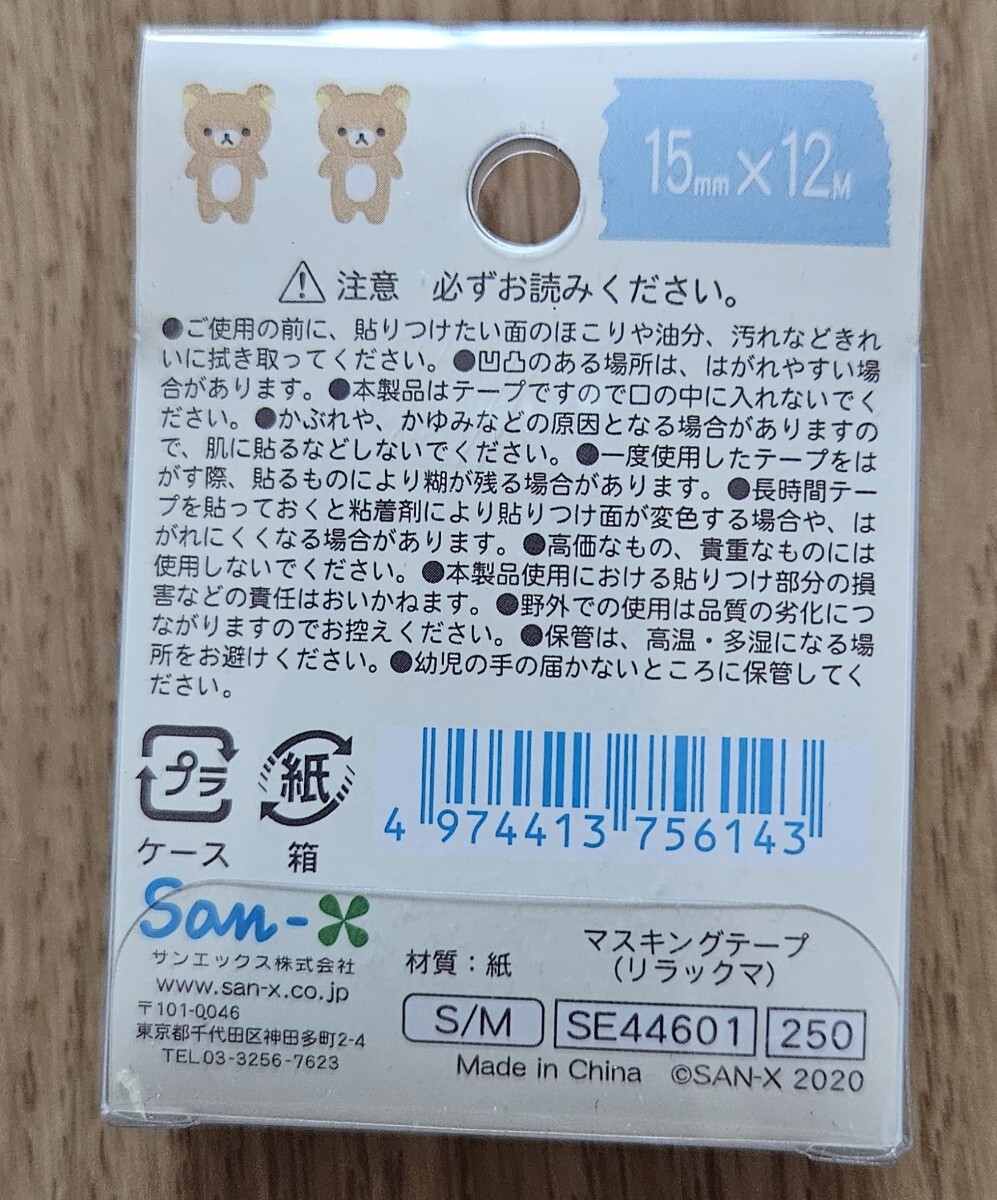 15mm×12M
注意 必ずお読みください。
●ご使用の前に、貼りつけたい面のほこりや油分、汚れなどきれ
いに拭き取ってください。●凹凸のある場所は、はがれやすい場
合があります。●本製品はテープですので口の中に入れないでく
ださい。●かぶれや、かゆみなどの原因となる場合がありますの
で、肌に貼るなどしないでください。●一度使用したテープをは
がす際、貼るものにより糊が残る場合があります。●長時間テー
プを貼っておくと粘着剤により貼りつけ面が変色する場合や、は
がれにくくなる場合があります。●高価なもの、貴重なものには
使用しないでください。●本製品使用における貼りつけ部分の損
害などの責任はおいかねます。●野外での使用は品質の劣化につ
ながりますのでお控えください。●保管は、高温・多湿になる場
所をお避けください。●幼児の手の届かないところに保管してく
ださい。
プラ
ケース
紙
箱
4 974413 756143
San-X
サンエックス株式会社
www.san-x.co.jp
〒101-0046
東京都千代田区神田多町2-4
TEL 03-3256-7623
材質：紙
マスキングテープ
(リラックマ)
S/M SE44601 250
Made in China ©SAN-X 2020